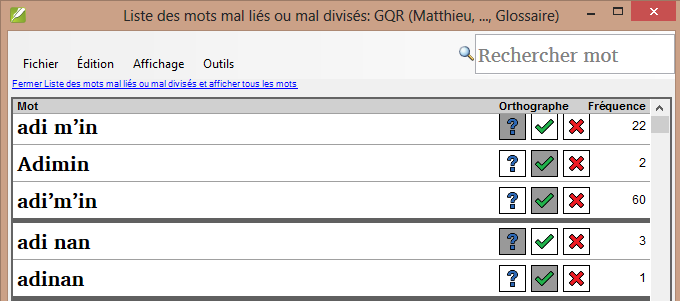 Liste des mots mal liés ou mal divisés: GQR (Matthieu, ..., Glossaire)
Fichier Édition Affichage Outils Rechercher mot
Fermer Liste des mots mal liés ou mal divisés et afficher tous les mots
Mot Orthographe Fréquence
adi m’in 22
Adimin 2
adi’m’in 60
adi nan 3
adinan 1